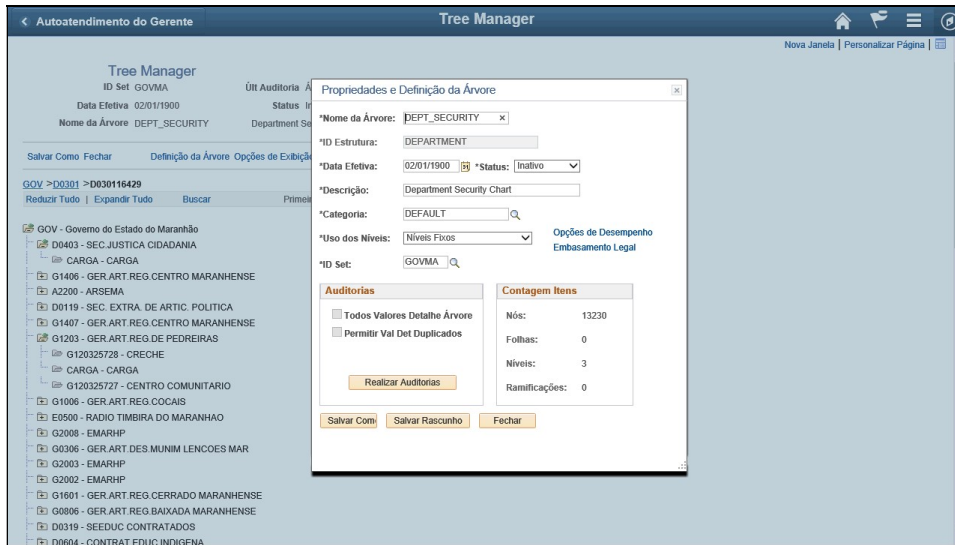 Autoatendimento do Gerente
Tree Manager
Nova Janela | Personalizar Página |
Tree Manager
ID Set GOVMA Últ Auditoria
Data Efetiva 02/01/1900 Status
Nome da Árvore DEPT_SECURITY Department
Salvar Como Fechar Definição da Árvore Opções de
GOV >D0301 >D030116429
Reduzir Tudo | Expandir Tudo Buscar
GOV - Governo do Estado do Maranhão
D0403 - SEC.JUSTICA CIDADANIA
CARGA - CARGA
G1406 - GER.ART.REG.CENTRO MARANHENSE
A2200 - ARSEMA
D0119 - SEC. EXTRA. DE ARTIC. POLITICA
G1407 - GER.ART.REG.CENTRO MARANHENSE
G1203 - GER.ART.REG.DE PEDREIRAS
G120325728 - CRECHE
CARGA - CARGA
G120325727 - CENTRO COMUNITARIO
G1006 - GER.ART.REG.COCAIS
E0500 - RADIO TIMBIRA DO MARANHAO
G2008 - EMARHP
G0306 - GER.ART.DES.MUNIM LENCOES MAR
G2003 - EMARHP
G2002 - EMARHP
G1601 - GER.ART.REG.CERRADO MARANHENSE
G0806 - GER.ART.REG.BAIXADA MARANHENSE
D0319 - SEEDUC CONTRATADOS
D0604 - CONTRAT EDUC INDIGENA
Propriedades e Definição da Árvore
*Nome da Árvore: DEPT_SECURITY
*ID Estrutura: DEPARTMENT
*Data Efetiva: 02/01/1900 *Status: Inativo
*Descrição: Department Security Chart
*Categoria: DEFAULT
*Uso dos Níveis: Níveis Fixos
Opções de Desempenho
Embasamento Legal
*ID Set: GOVMA
Auditorias
Todos Valores Detalhe Árvore
Permitir Val Det Duplicados
Realizar Auditorias
Contagem Itens
Nós: 13230
Folhas: 0
Níveis: 3
Ramificações: 0
Salvar Com Salvar Rascunho Fechar